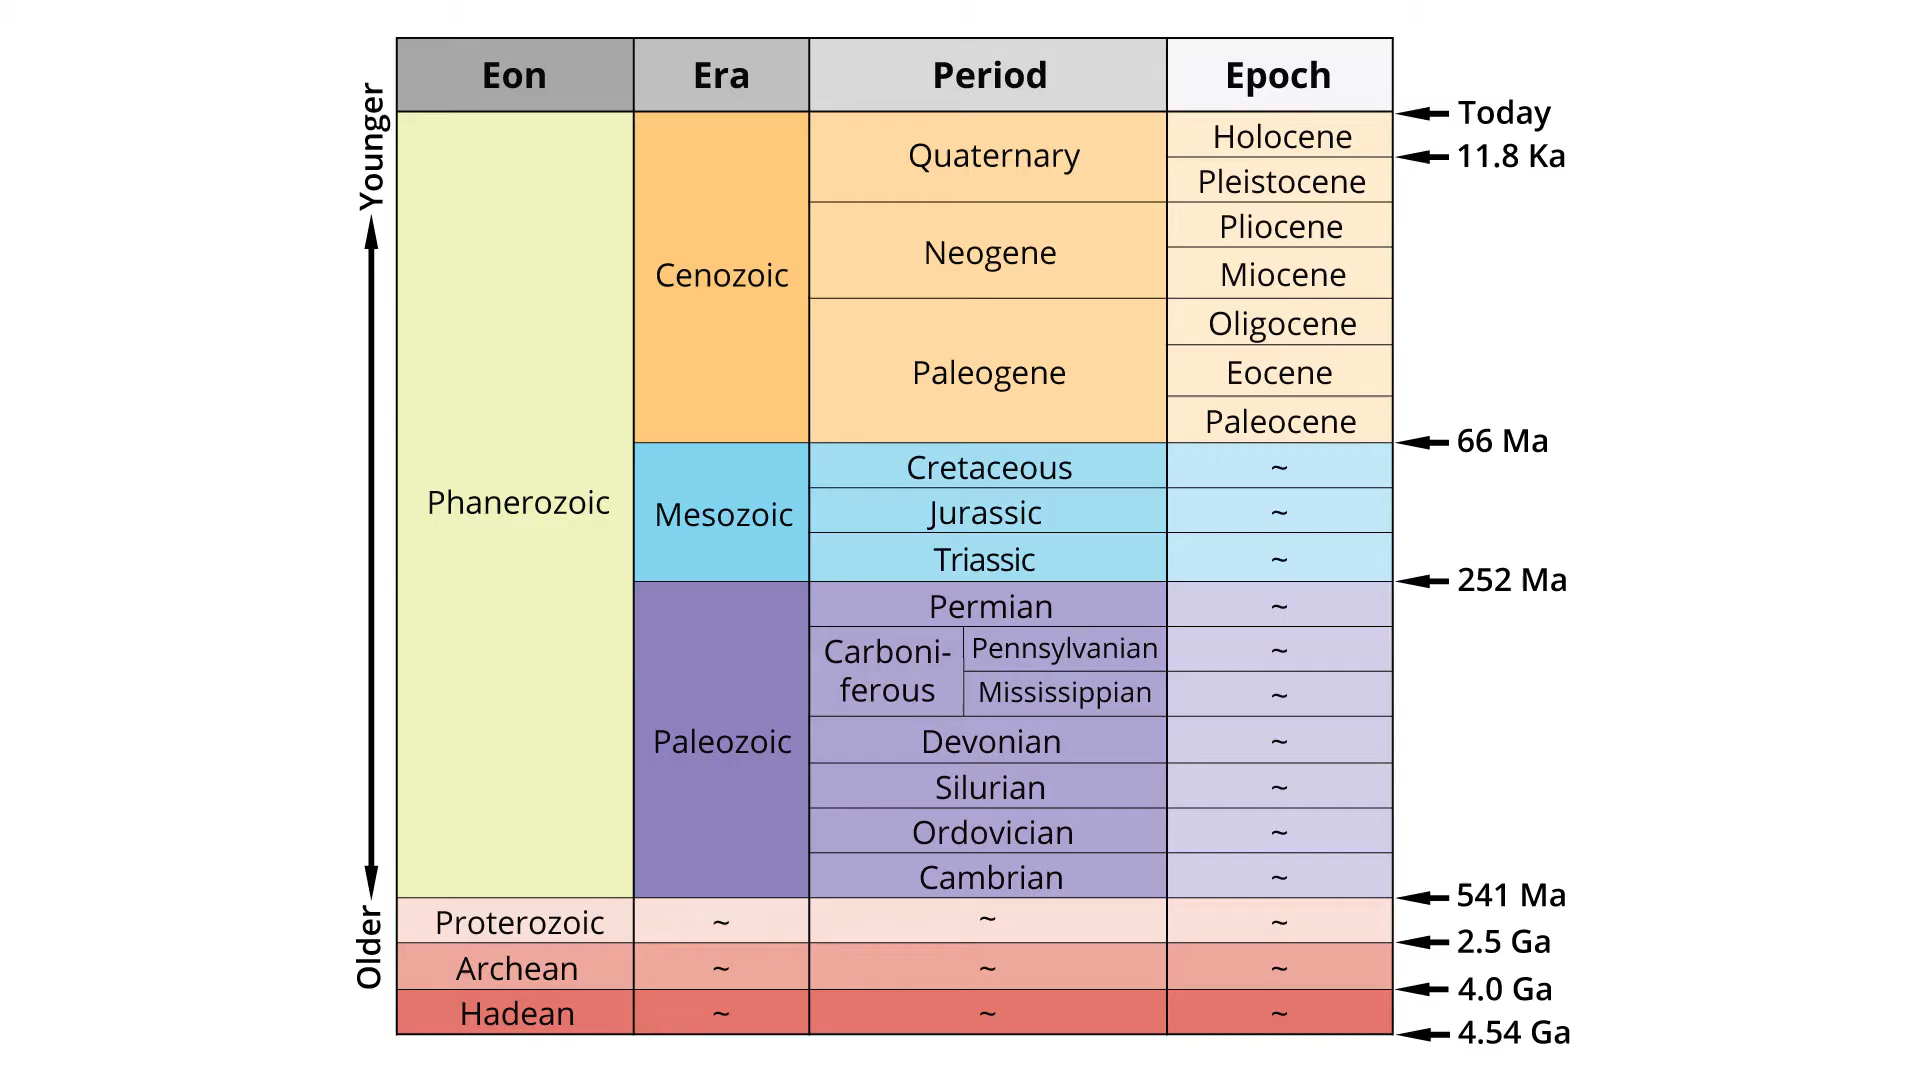 Eon Era Period Epoch
Younger
Older
Phanerozoic
Proterozoic ~ ~ ~
Archean ~ ~ ~
Hadean ~ ~ ~
Cenozoic
Mesozoic
Paleozoic
Quaternary
Neogene
Paleogene
Cretaceous ~
Jurassic ~
Triassic ~
Permian ~
Carboni-
ferous
Pennsylvanian ~
Mississippian ~
Devonian ~
Silurian ~
Ordovician ~
Cambrian ~
Holocene
Pleistocene
Pliocene
Miocene
Oligocene
Eocene
Paleocene
Today
11.8 Ka
66 Ma
252 Ma
541 Ma
2.5 Ga
4.0 Ga
4.54 Ga